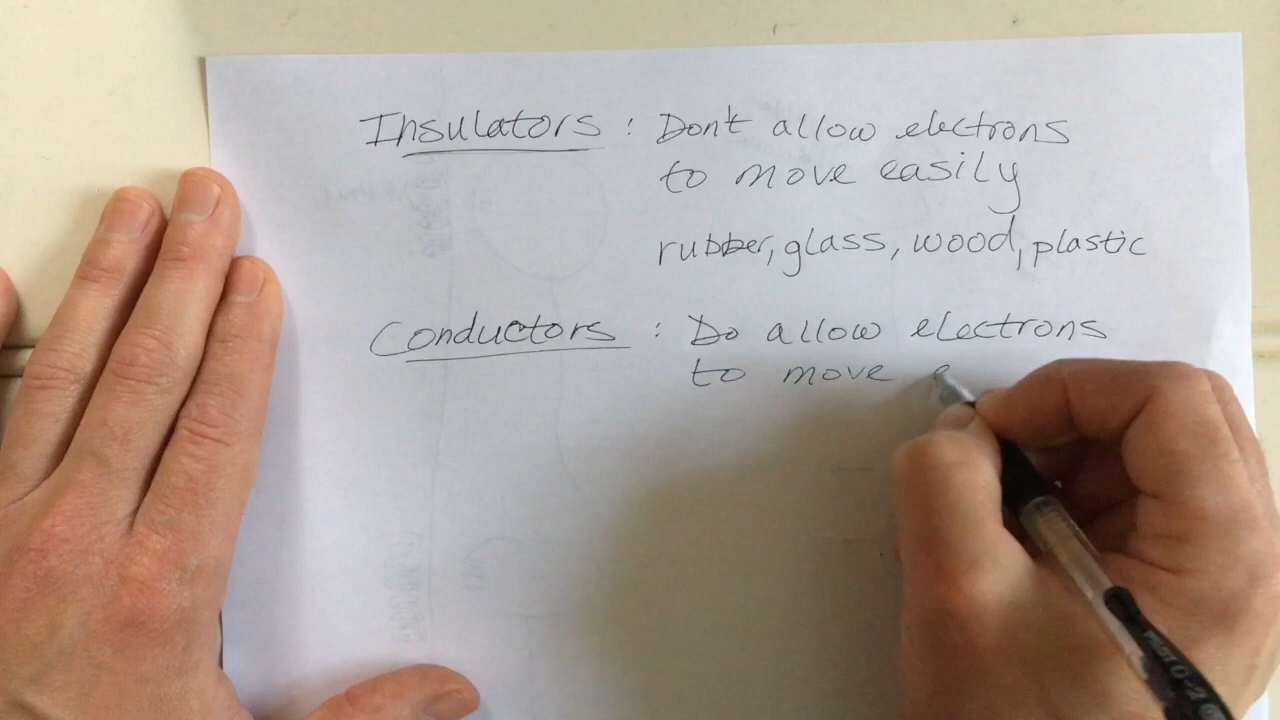 Insulators : Don't allow electrons
to move easily
rubber, glass, wood, plastic
Conductors : Do allow electrons
to move e